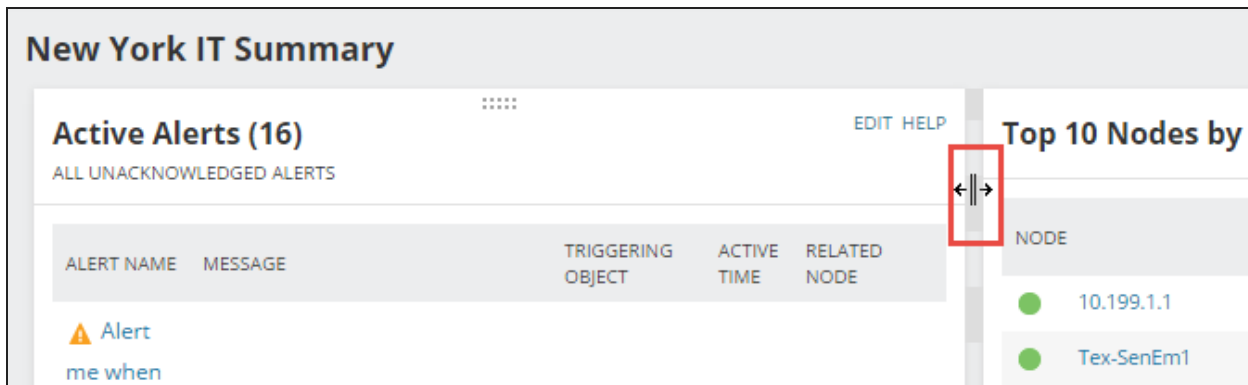 New York IT Summary
Active Alerts (16)
EDIT HELP
ALL UNACKNOWLEDGED ALERTS
ALERT NAME MESSAGE TRIGGERING OBJECT ACTIVE TIME RELATED NODE
Alert
me when
Top 10 Nodes by
NODE
10.199.1.1
Tex-SenEm1